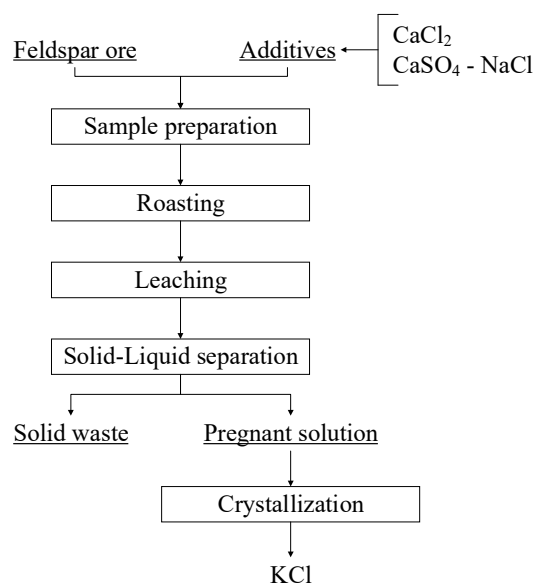 CaCl₂
Feldspar ore Additives
CaSO₄ - NaCl
Sample preparation
Roasting
Leaching
Solid-Liquid separation
Solid waste Pregnant solution
Crystallization
KCl